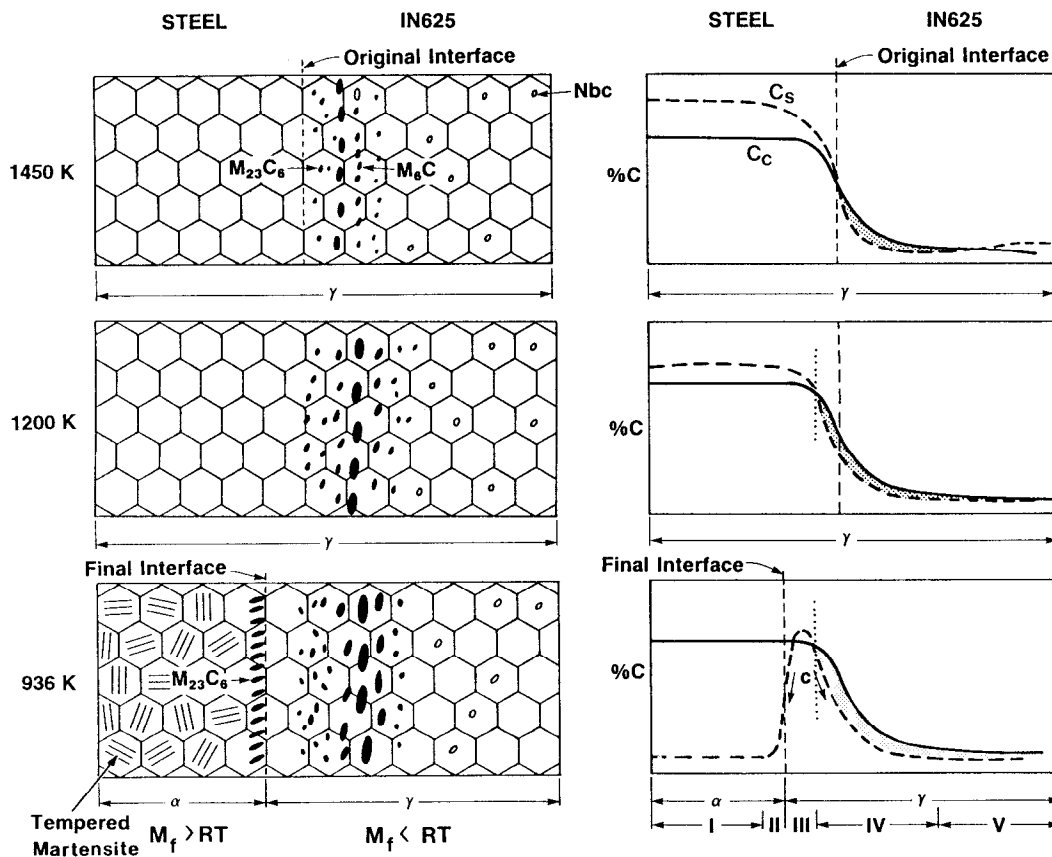 STEEL IN625 STEEL IN625
Original Interface Original Interface
Nbc
1450 K
M23C6 M6C
%C
Cs
Cc
γ γ
1200 K
%C
γ γ
Final Interface Final Interface
936 K
M23C6
%C
c
α γ α γ
Tempered
Martensite
Mf > RT Mf < RT
I II III IV V